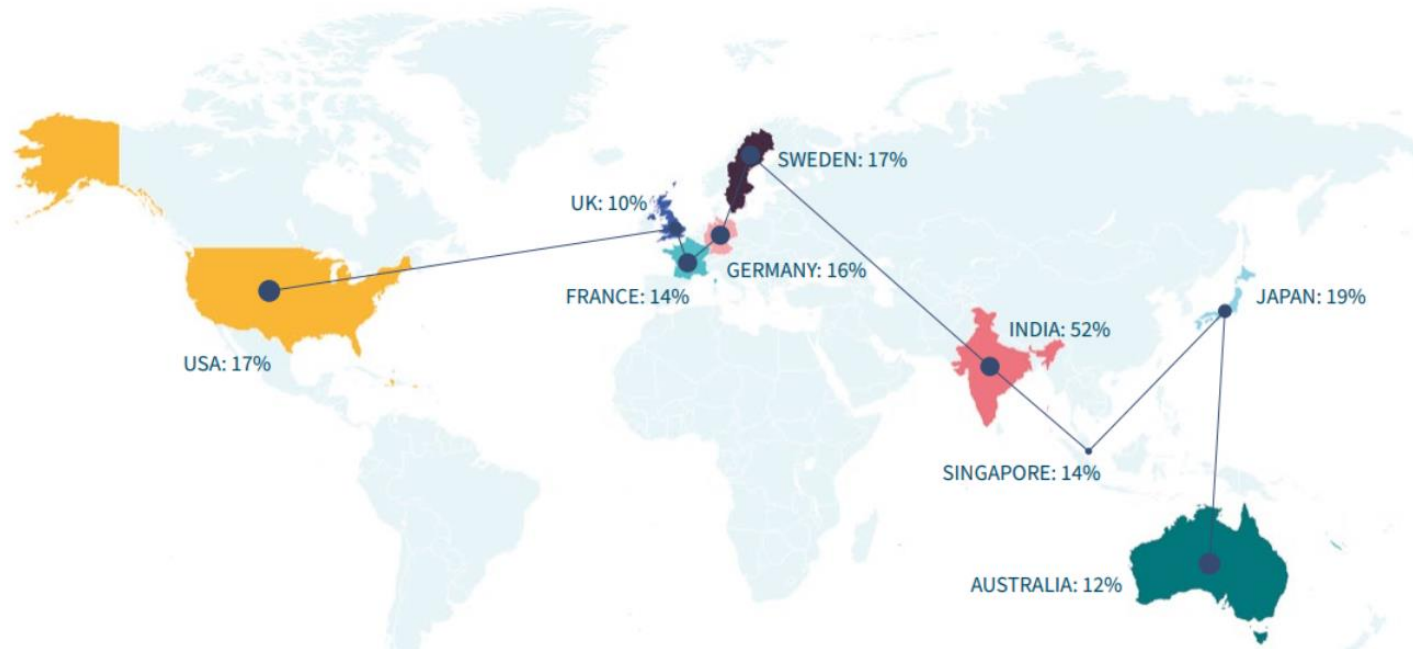 SWEDEN: 17%
UK: 10%
GERMANY: 16%
FRANCE: 14%
JAPAN: 19%
INDIA: 52%
USA: 17%
SINGAPORE: 14%
AUSTRALIA: 12%